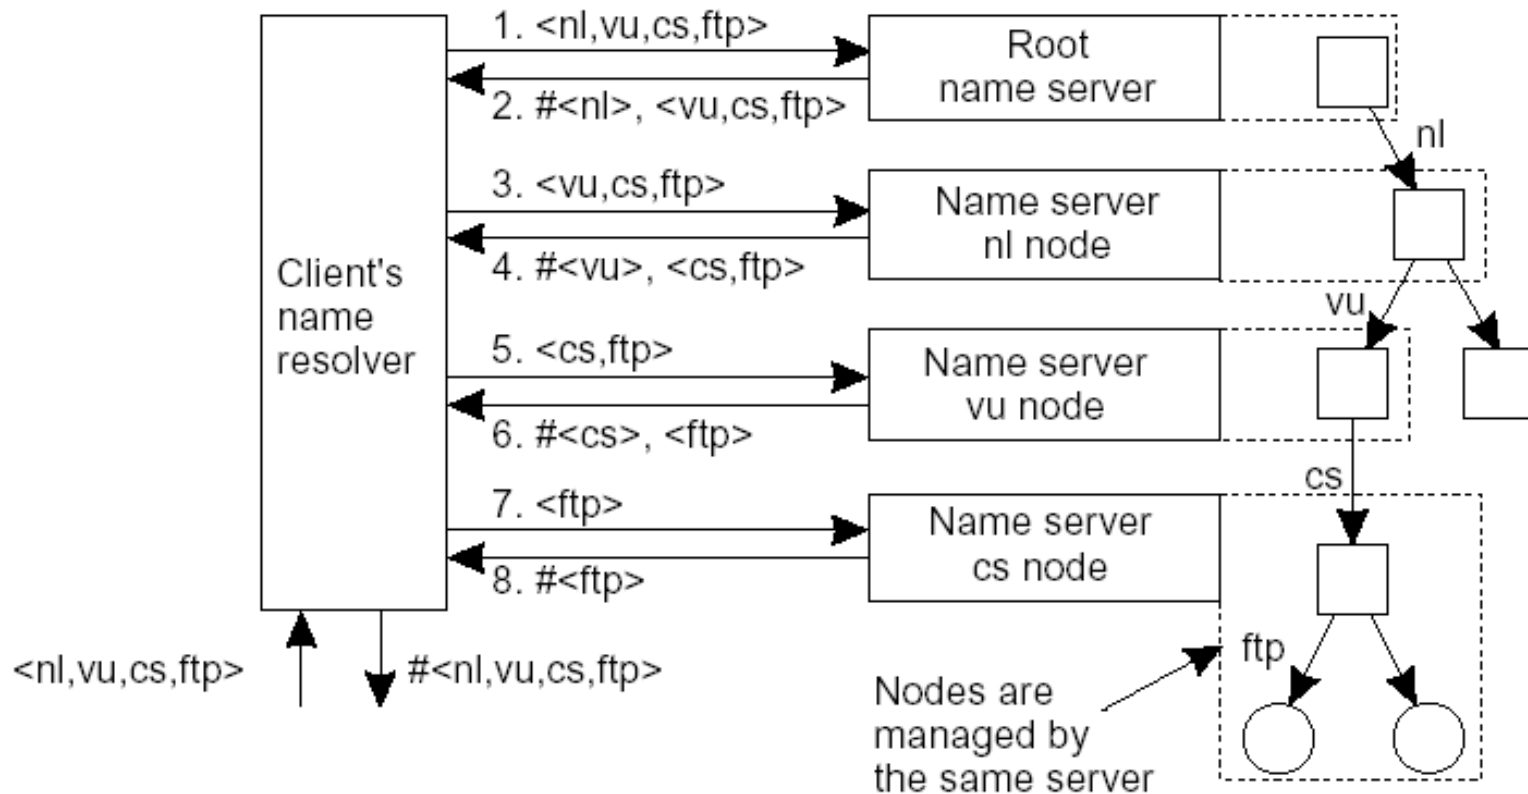 1. <nl,vu,cs,ftp>
Root
name server
2. #<nl>, <vu,cs,ftp>
nl
3. <vu,cs,ftp>
Name server
nl node
4. #<vu>, <cs,ftp>
Client's
name
resolver
vu
5. <cs,ftp>
Name server
vu node
6. #<cs>, <ftp>
cs
7. <ftp>
Name server
cs node
8. #<ftp>
<nl,vu,cs,ftp>
#<nl,vu,cs,ftp>
ftp
Nodes are
managed by
the same server